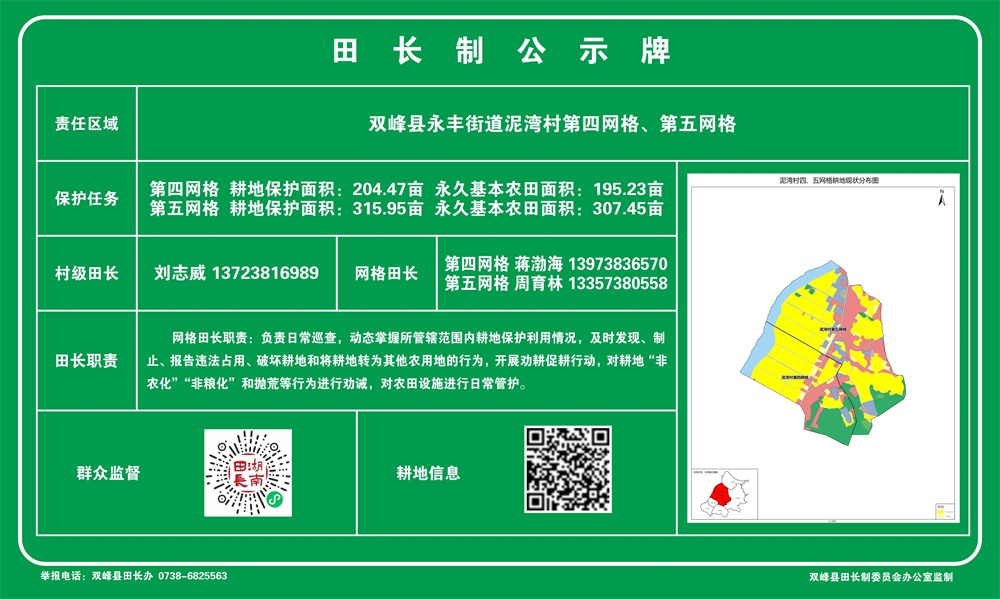 田长制公示牌
责任区域
双峰县永丰街道泥湾村第四网格、第五网格
保护任务
第四网格 耕地保护面积：204.47亩 永久基本农田面积：195.23亩
第五网格 耕地保护面积：315.95亩 永久基本农田面积：307.45亩
村级田长
刘志威 13723816989
网格田长
第四网格 蒋渤海 13973836570
第五网格 周育林 13357380558
田长职责
网格田长职责：负责日常巡查，动态掌握所管辖范围内耕地保护利用情况，及时发现、制
止、报告违法占用、破坏耕地和将耕地转为其他农用地的行为，开展劝耕促耕行动，对耕地“非
农化”“非粮化”和抛荒等行为进行劝诫，对农田设施进行日常管护。
泥湾村四、五网格耕地现状分布图
N
泥湾村第五网格
泥湾村第四网格
群众监督
湖南田長
耕地信息
举报电话：双峰县田长办 0738-6825563
双峰县田长制委员会办公室监制